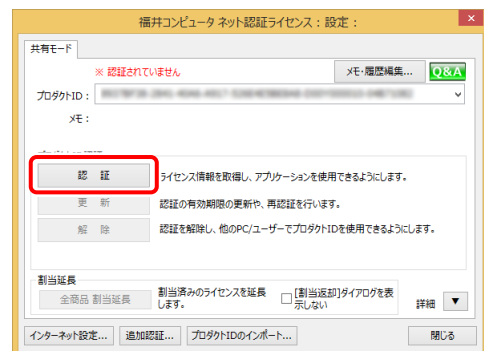 福井コンピュータ ネット認証ライセンス：設定：
共有モード
※ 認証されていません
メモ・履歴編集...
Q&A
プロダクトID：
メモ：
認　証
ライセンス情報を取得し、アプリケーションを使用できるようにします。
更　新
認証の有効期限の更新や、再認証を行います。
解　除
認証を解除し、他のPC/ユーザーでプロダクトIDを使用できるようにします。
割当延長
全商品 割当延長
割当済みのライセンスを延長
します。
[割当返却]ダイアログを表
示しない
詳細 ▼
インターネット設定...
追加認証...
プロダクトIDのインポート...
閉じる